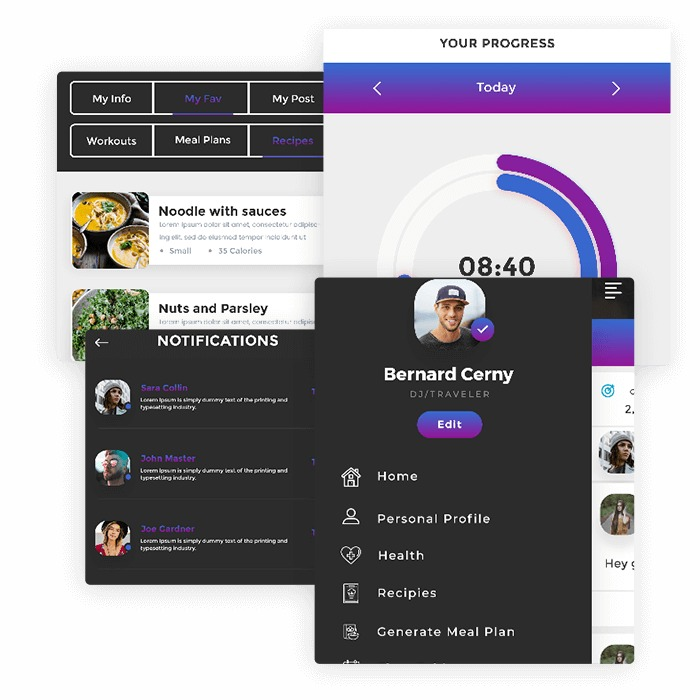 YOUR PROGRESS
Today
08:40
My Info
My Fav
My Post
Workouts
Meal Plans
Recipes
Noodle with sauces
Lorem ipsum dolor sit amet, consectetur adipisc
ing elit, sed do eiusmod tempor incid dunt ut
Small
35 Calories
Nuts and Parsley
Lorem ipsum dolor sit amet, consectetur adipisc
NOTIFICATIONS
Sara Collin
Lorem Ipsum is simply dummy text of the printing and
typesetting industry.
John Master
Lorem Ipsum is simply dummy text of the printing and
typesetting industry.
Joe Gardner
Lorem Ipsum is simply dummy text of the printing and
typesetting industry.
Bernard Cerny
DJ/TRAVELER
Edit
Home
Personal Profile
Health
Recipies
Generate Meal Plan
2,
Hey g